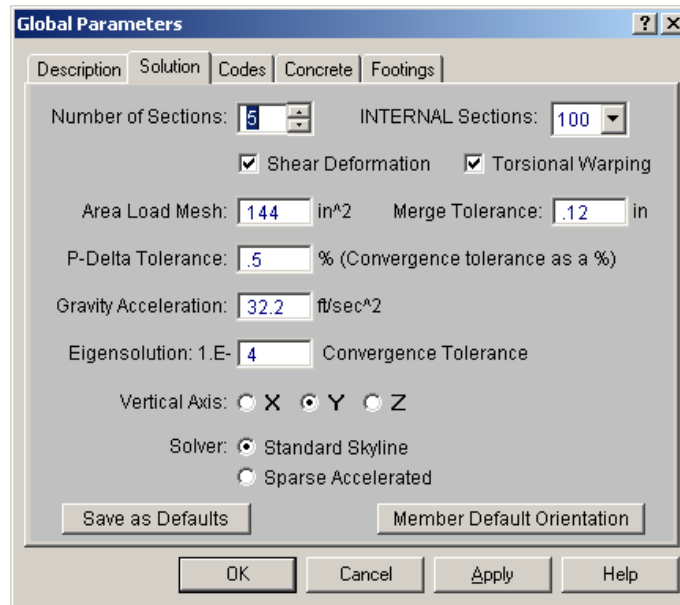 Global Parameters
Description Solution Codes Concrete Footings
Number of Sections: 5 INTERNAL Sections: 100
Shear Deformation Torsional Warping
Area Load Mesh: 144 in^2 Merge Tolerance: .12 in
P-Delta Tolerance: .5 % (Convergence tolerance as a %)
Gravity Acceleration: 32.2 ft/sec^2
Eigensolution: 1.E- 4 Convergence Tolerance
Vertical Axis: X Y Z
Solver: Standard Skyline
Sparse Accelerated
Save as Defaults Member Default Orientation
OK Cancel Apply Help